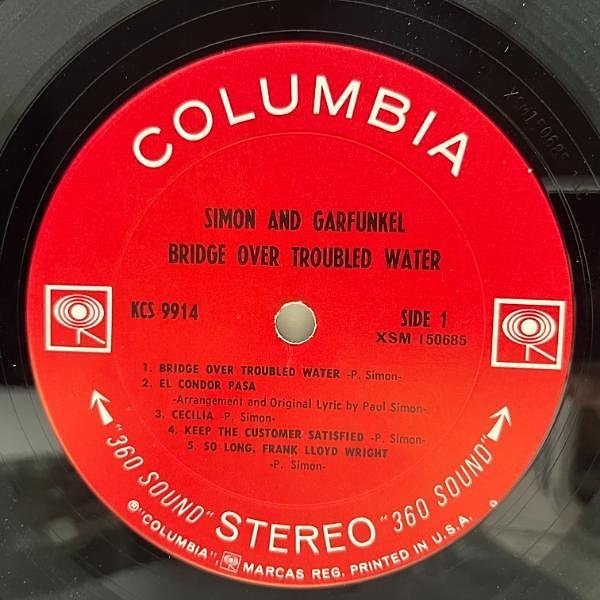 COLUMBIA
SIMON AND GARFUNKEL
BRIDGE OVER TROUBLED WATER
KCS 9914
SIDE 1
XSM 150685
1. BRIDGE OVER TROUBLED WATER -P. Simon-
2. EL CONDOR PASA
-Arrangement and Original Lyric by Paul Simon-
3. CECILIA -P. Simon-
4. KEEP THE CUSTOMER SATISFIED -P. Simon-
5. SO LONG, FRANK LLOYD WRIGHT
-P. Simon-
"360 SOUND" STEREO "360 SOUND"
℗ "COLUMBIA", MARCAS REG. PRINTED IN U.S.A.